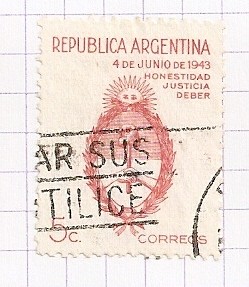 REPUBLICA ARGENTINA
4 DE JUNIO DE 1943
HONESTIDAD
JUSTICIA
DEBER
AR SUS
TILICE
5c. CORREOS